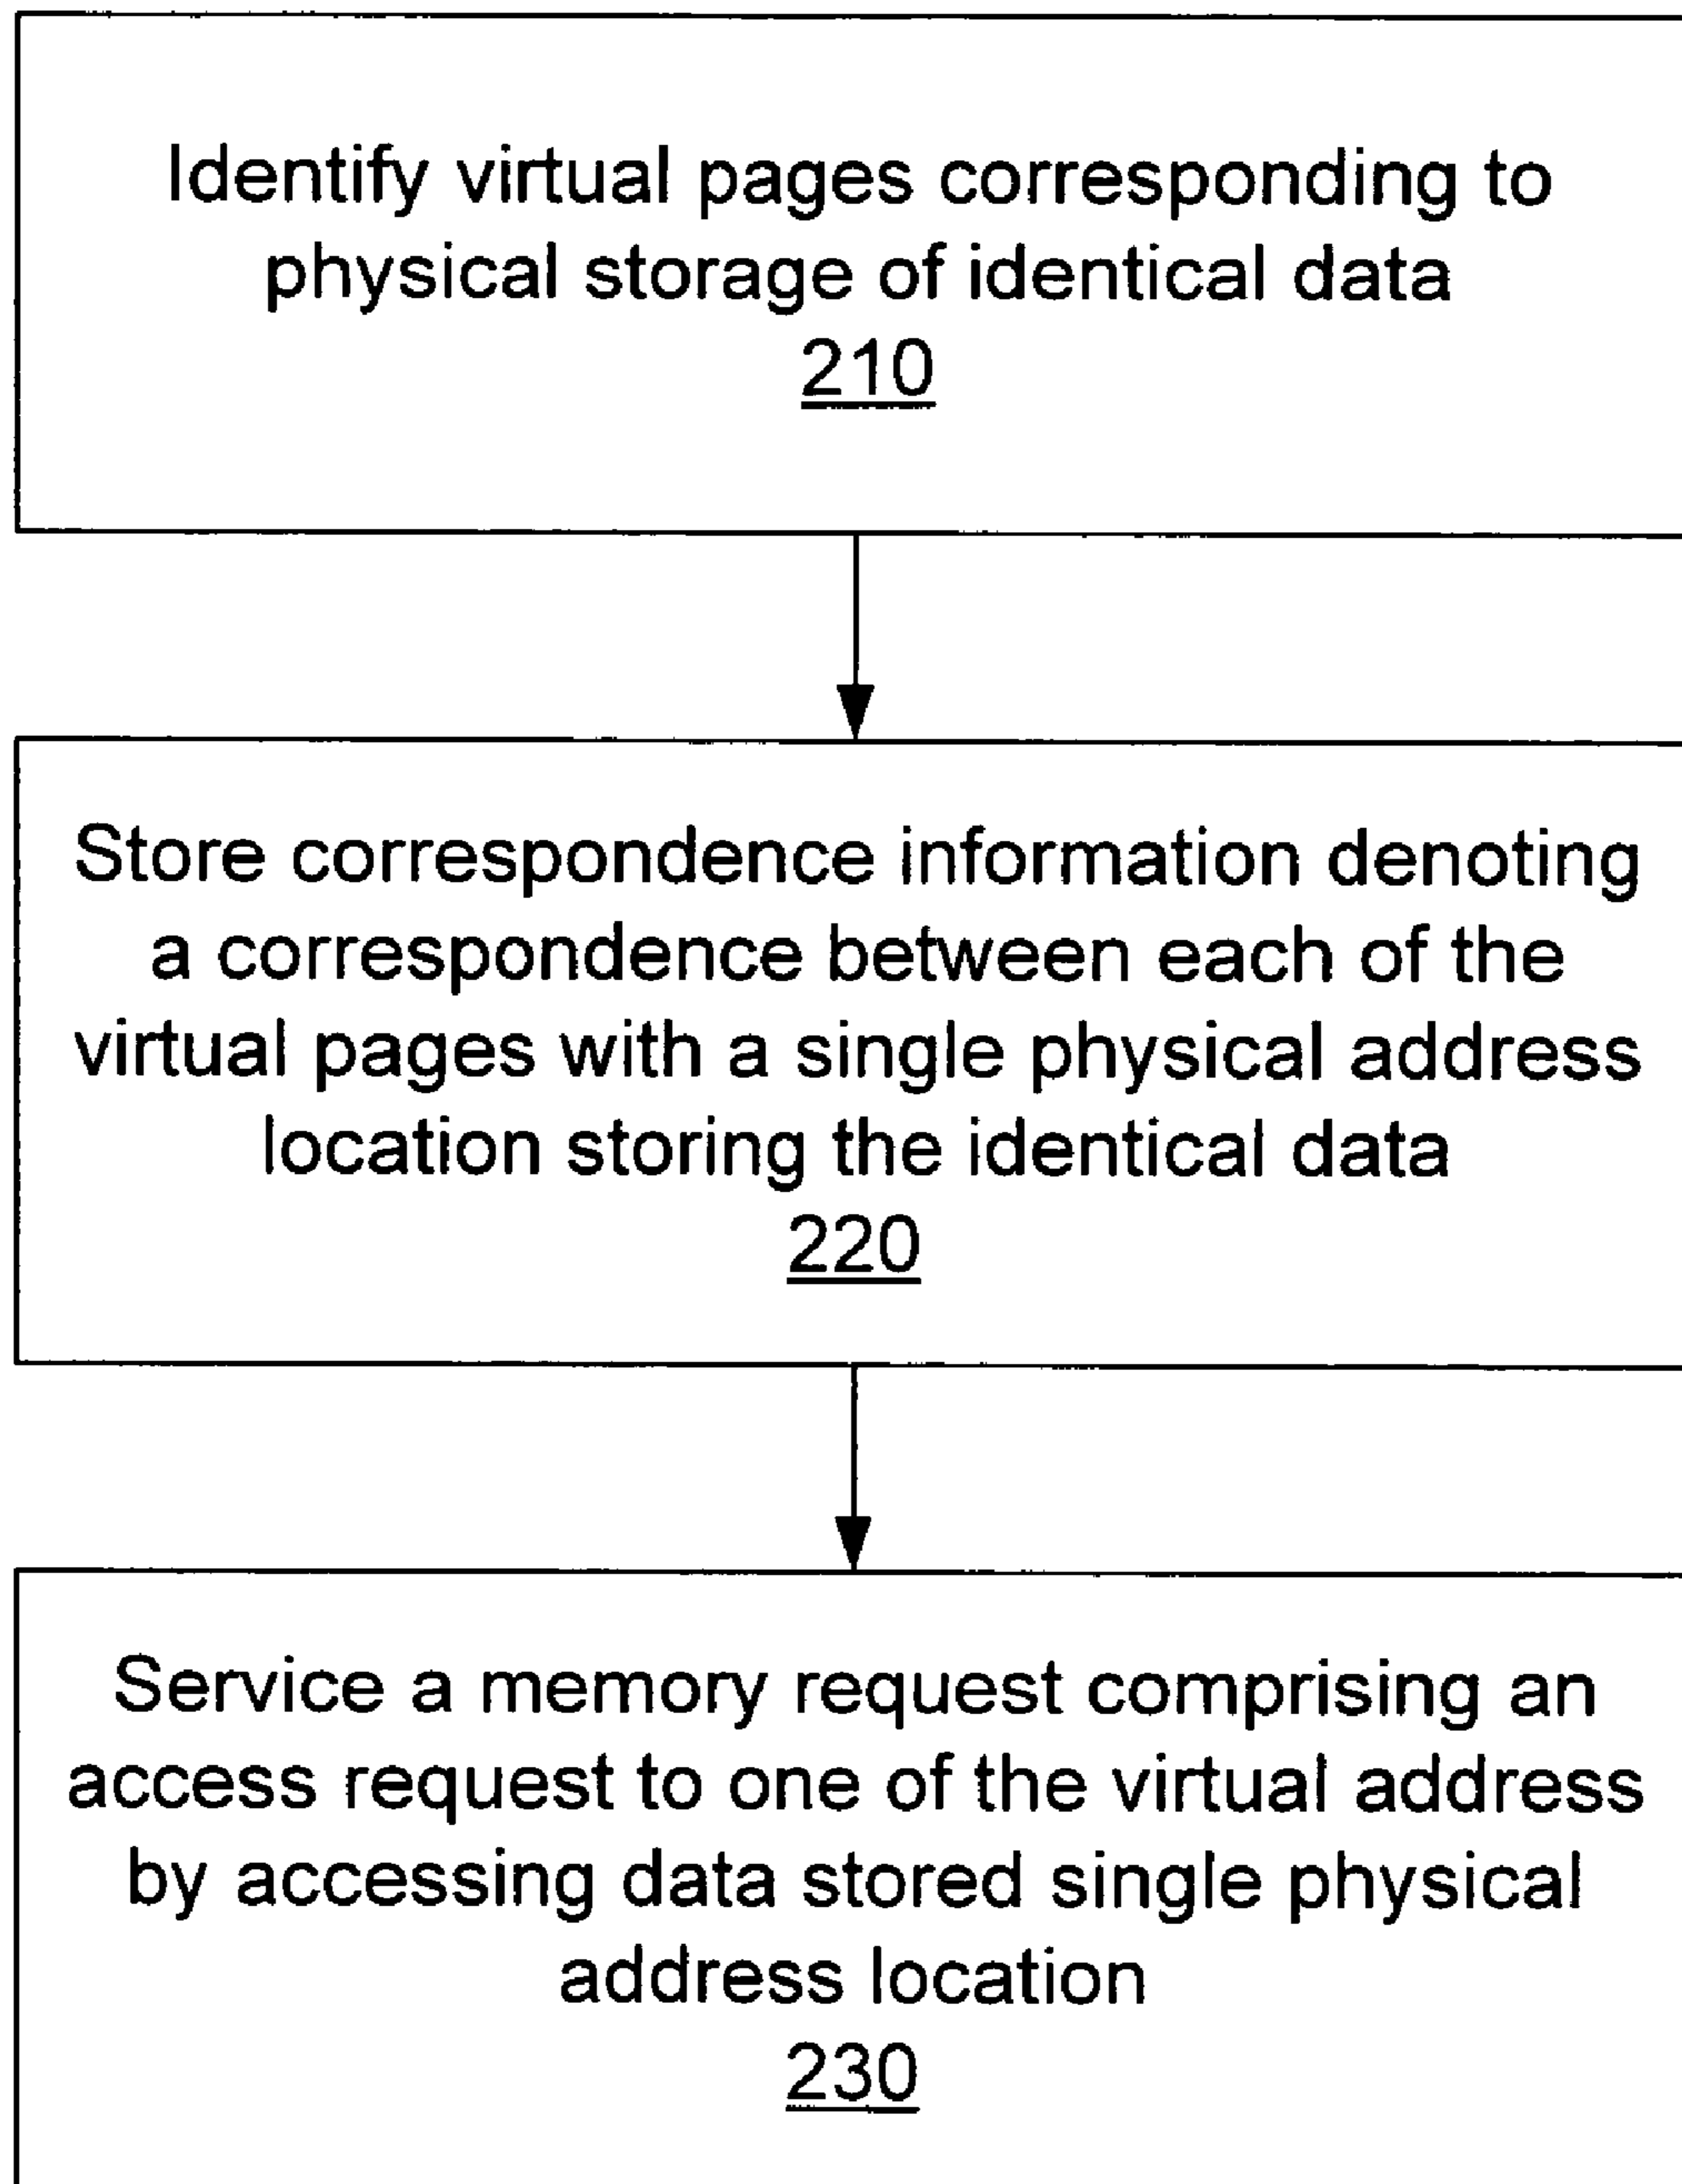 Identify virtual pages corresponding to
physical storage of identical data
210
Store correspondence information denoting
a correspondence between each of the
virtual pages with a single physical address
location storing the identical data
220
Service a memory request comprising an
access request to one of the virtual address
by accessing data stored single physical
address location
230